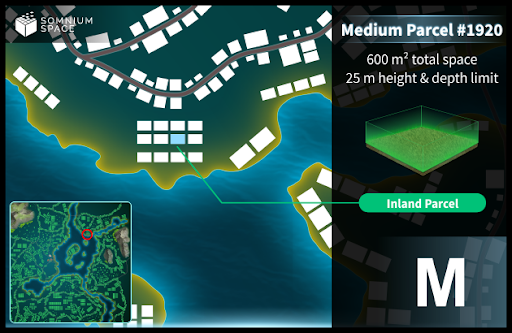 SOMNIUM
SPACE
Medium Parcel #1920
600 m² total space
25 m height & depth limit
Inland Parcel
M